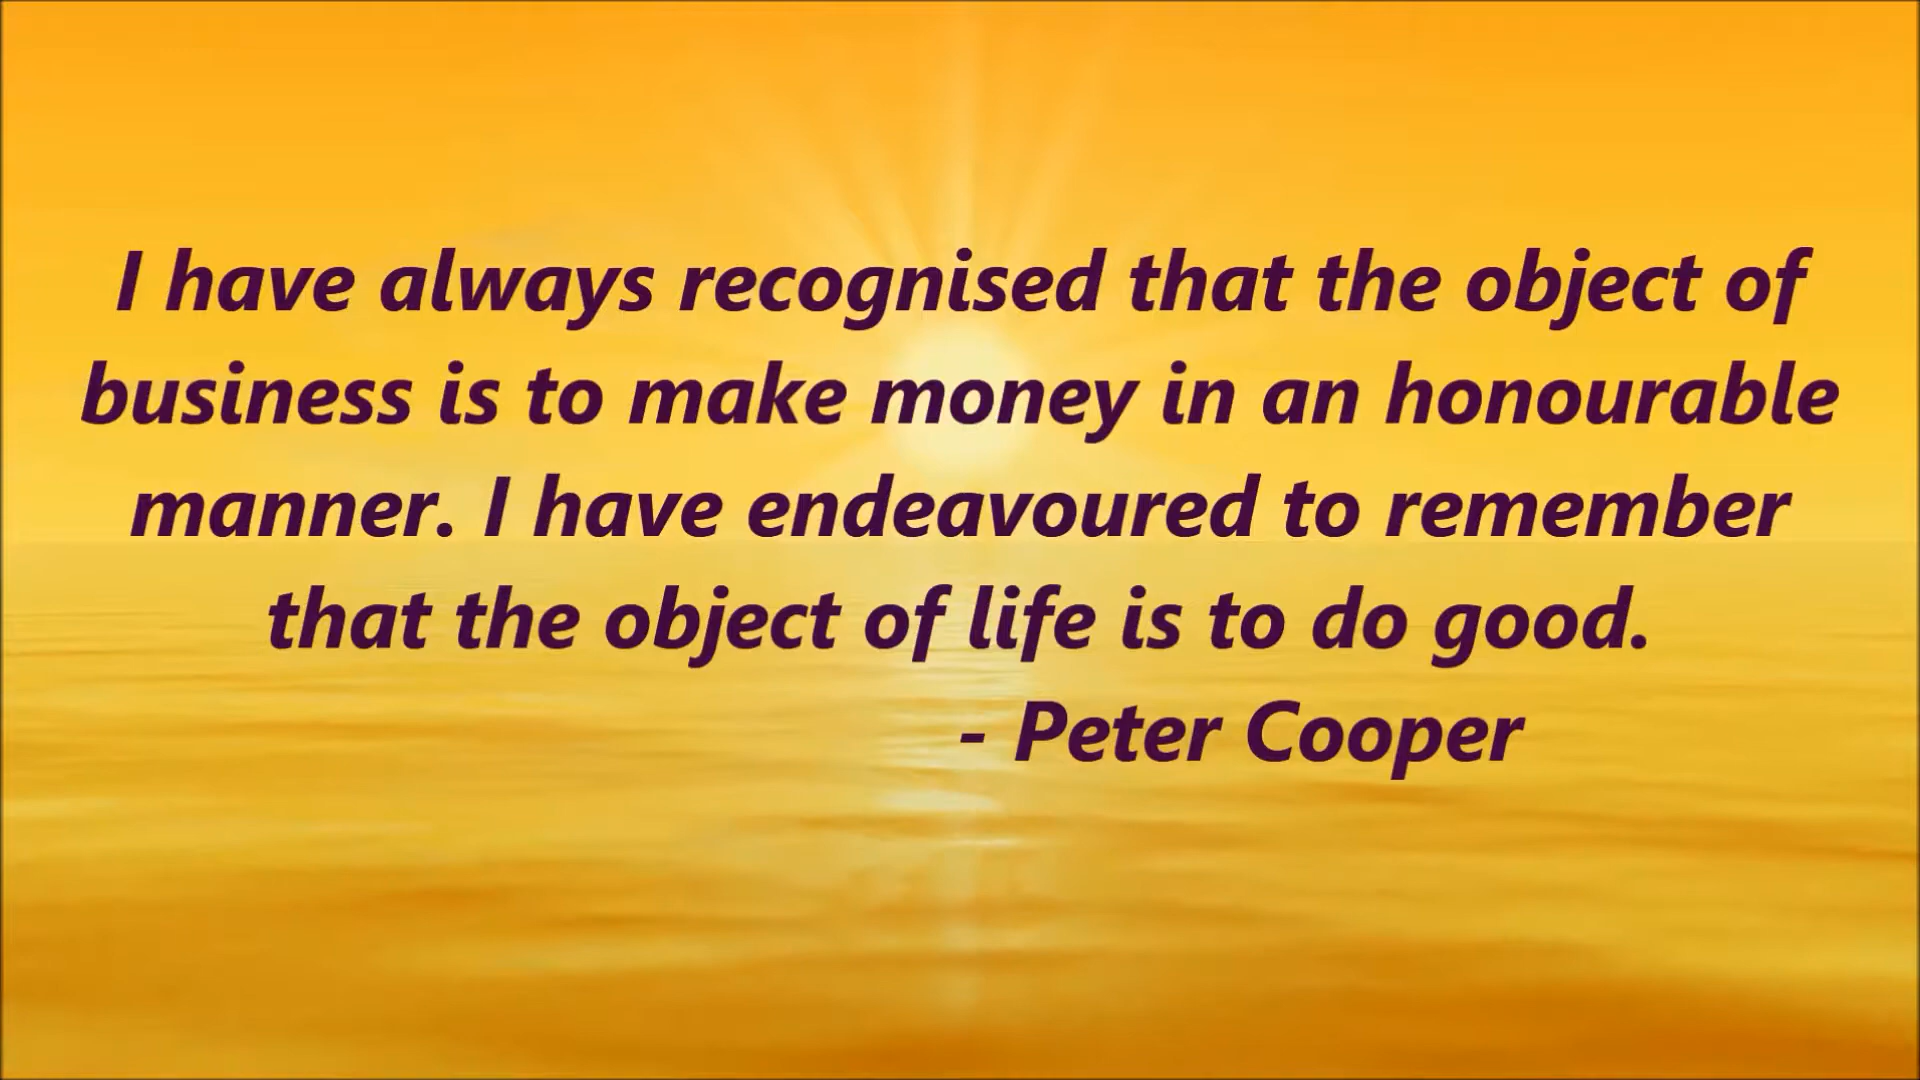 I have always recognised that the object of
business is to make money in an honourable
manner. I have endeavoured to remember
that the object of life is to do good.
- Peter Cooper